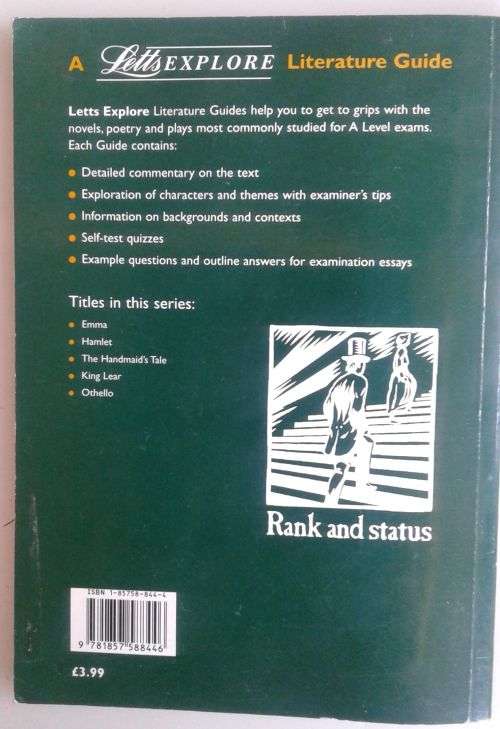 A Letts EXPLORE Literature Guide
Letts Explore Literature Guides help you to get to grips with the
novels, poetry and plays most commonly studied for A Level exams.
Each Guide contains:
● Detailed commentary on the text
● Exploration of characters and themes with examiner's tips
● Information on backgrounds and contexts
● Self-test quizzes
● Example questions and outline answers for examination essays
Titles in this series:
● Emma
● Hamlet
● The Handmaid's Tale
● King Lear
● Othello
Rank and status
ISBN 1-85758-844-4
9 781857 588446
£3.99